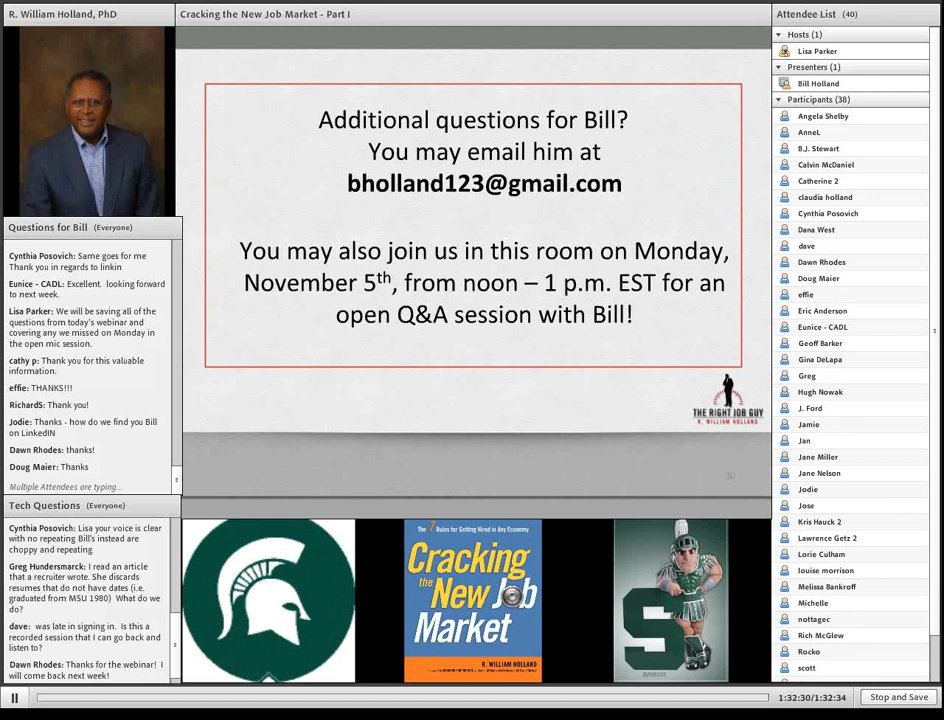 R. William Holland, PhD
Cracking the New Job Market - Part I
Attendee List (40)
Additional questions for Bill?
You may email him at
bholland123@gmail.com
You may also join us in this room on Monday,
November 5th, from noon – 1 p.m. EST for an
open Q&A session with Bill!
THE RIGHT JOB GUY
R. WILLIAM HOLLAND
30
Questions for Bill (Everyone)
Cynthia Posovich: Same goes for me
Thank you in regards to linkin
Eunice - CADL: Excellent. looking forward
to next week.
Lisa Parker: We will be saving all of the
questions from today's webinar and
covering any we missed on Monday in
the open mic session.
cathy p: Thank you for this valuable
information.
effie: THANKS!!!
RichardS: Thank you!
Jodie: Thanks - how do we find you Bill
on LinkedIN
Dawn Rhodes: thanks!
Doug Maier: Thanks
Multiple Attendees are typing...
Tech Questions (Everyone)
Cynthia Posovich: Lisa your voice is clear
with no repeating Bill's instead are
choppy and repeating
Greg Hundersmarck: I read an article
that a recruiter wrote. She discards
resumes that do not have dates (i.e.
graduated from MSU 1980) What do we
do?
dave: was late in signing in. Is this a
recorded session that I can go back and
listen to?
Dawn Rhodes: Thanks for the webinar! I
will come back next week!
The 7 Rules for Getting Hired in Any Economy
Cracking
the New Job
Market
R. WILLIAM HOLLAND
S
Hosts (1)
Lisa Parker
Presenters (1)
Bill Holland
Participants (38)
Angela Shelby
AnneL
B.J. Stewart
Calvin McDaniel
Catherine 2
claudia holland
Cynthia Posovich
Dana West
dave
Dawn Rhodes
Doug Maier
effie
Eric Anderson
Eunice - CADL
Geoff Barker
Gina DeLapa
Greg
Hugh Nowak
J. Ford
Jamie
Jan
Jane Miller
Jane Nelson
Jodie
Jose
Kris Hauck 2
Lawrence Getz 2
Lorie Culham
louise morrison
Melissa Bankroff
Michelle
nottagec
Rich McGlew
Rocko
scott
1:32:30/1:32:34
Stop and Save